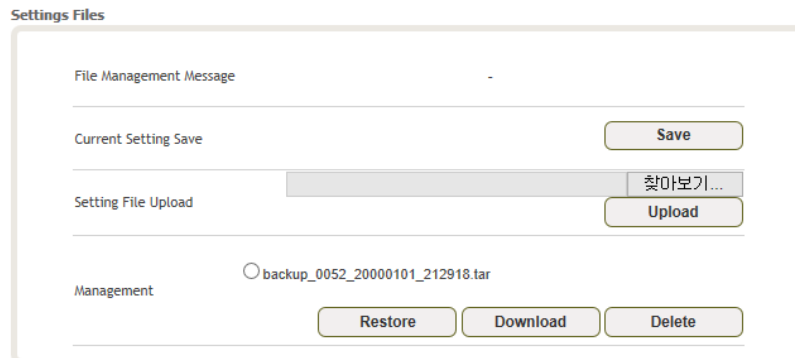 Settings Files
File Management Message -
Current Setting Save Save
찾아보기...
Setting File Upload
Upload
backup_0052_20000101_212918.tar
Management
Restore Download Delete